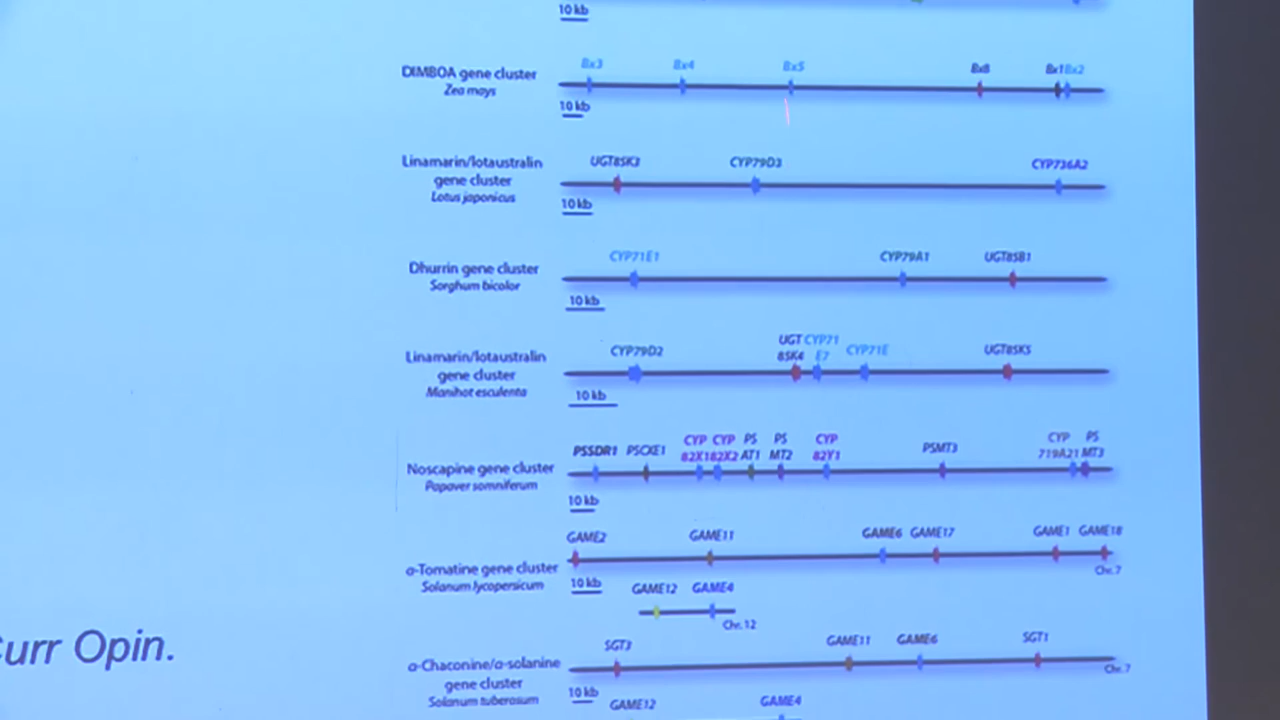 10 kb
DIMBOA gene cluster
Zea mays
Bx3 Bx4 Bx5 Bx8 Bx1 Bx2
10 kb
Linamarin/lotaustralin
gene cluster
Lotus japonicus
UGT85K3 CYP79D3 CYP736A2
10 kb
Dhurrin gene cluster
Sorghum bicolor
CYP71E1 CYP79A1 UGT85B1
10 kb
Linamarin/lotaustralin
gene cluster
Manihot esculenta
CYP79D2 UGT CYP71 CYP71E UGT85K5
85K4 E7
10 kb
Noscapine gene cluster
Papaver somniferum
CYP CYP PS PS CYP CYP PS
PSSDR1 PSCXE1 82X1 82X2 AT1 MT2 82Y1 PSMT3 719A21 MT3
10 kb
α-Tomatine gene cluster
Solanum lycopersicum
GAME2 GAME11 GAME6 GAME17 GAME1 GAME18
Chr. 7
10 kb
GAME12 GAME4
Chr. 12
α-Chaconine/α-solanine
gene cluster
Solanum tuberosum
SGT3 GAME11 GAME6 SGT1
Chr. 7
10 kb
GAME12 GAME4
urr Opin.